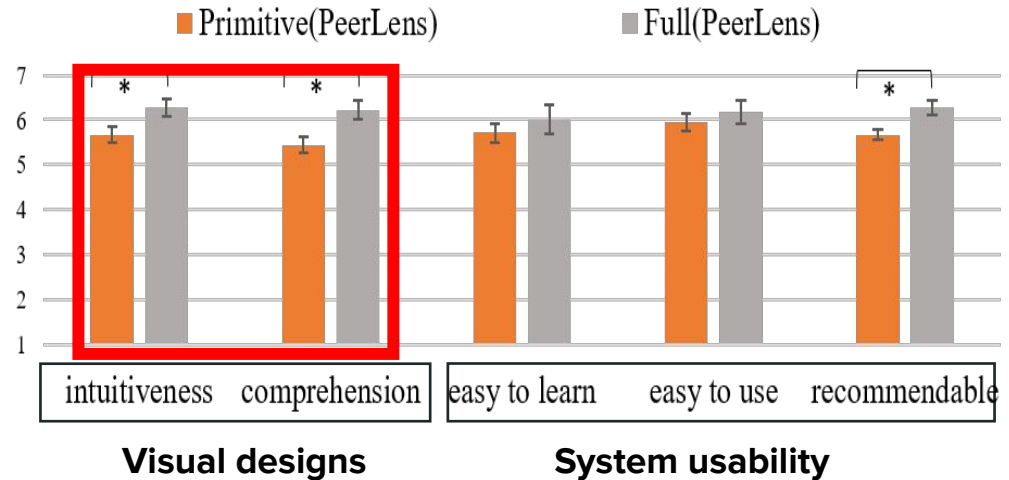 Primitive(PeerLens) Full(PeerLens)
7
* * *
6
5
4
3
2
1
intuitiveness comprehension easy to learn easy to use recommendable
Visual designs System usability